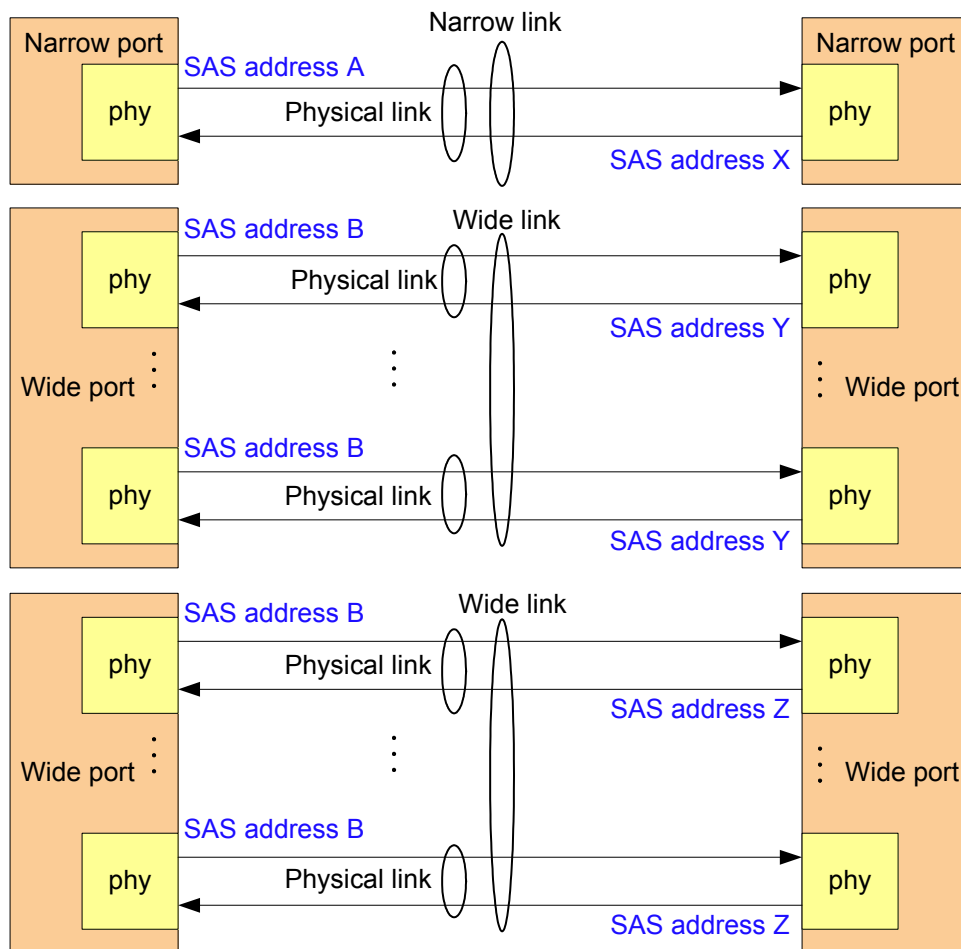 Narrow link
Narrow port
Narrow port
SAS address A
phy
Physical link
phy
SAS address X
SAS address B
Wide link
phy
Physical link
phy
SAS address Y
Wide port
Wide port
SAS address B
phy
Physical link
phy
SAS address Y
SAS address B
Wide link
phy
Physical link
phy
SAS address Z
Wide port
Wide port
SAS address B
phy
Physical link
phy
SAS address Z